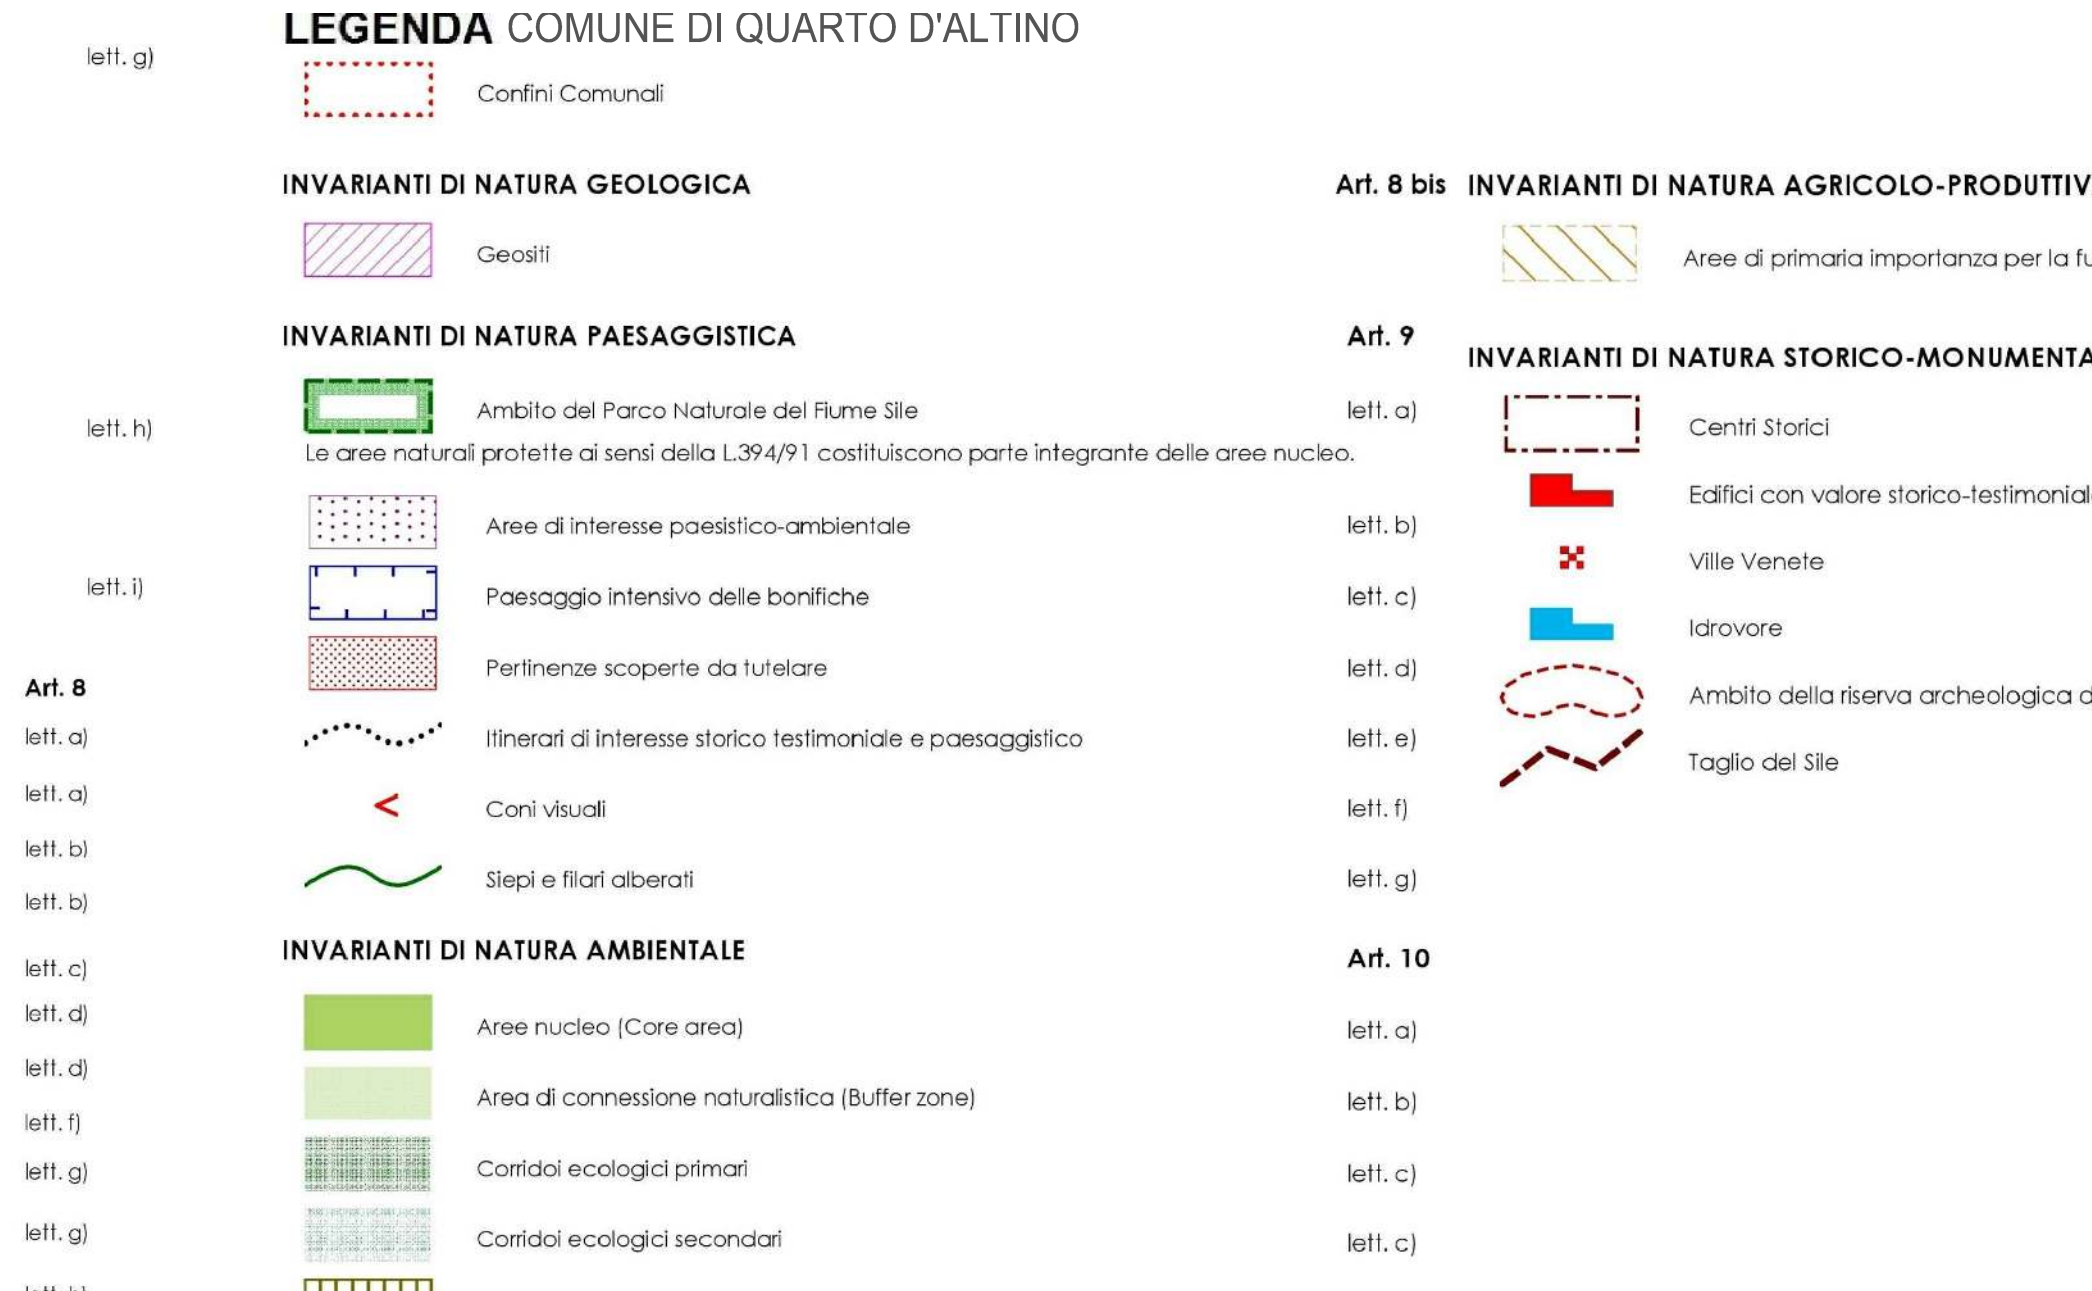 LEGENDA COMUNE DI QUARTO D'ALTINO
lett. g)
Confini Comunali
INVARIANTI DI NATURA GEOLOGICA
Art. 8 bis
Geositi
INVARIANTI DI NATURA PAESAGGISTICA
Art. 9
Ambito del Parco Naturale del Fiume Sile
lett. a)
lett. h)
Le aree naturali protette ai sensi della L.394/91 costituiscono parte integrante delle aree nucleo.
Aree di interesse paesistico-ambientale
lett. b)
lett. i)
Paesaggio intensivo delle bonifiche
lett. c)
Pertinenze scoperte da tutelare
lett. d)
Art. 8
lett. a)
Itinerari di interesse storico testimoniale e paesaggistico
lett. e)
lett. a)
Coni visuali
lett. f)
lett. b)
Siepi e filari alberati
lett. g)
lett. b)
INVARIANTI DI NATURA AMBIENTALE
Art. 10
lett. c)
lett. d)
Aree nucleo (Core area)
lett. a)
lett. d)
Area di connessione naturalistica (Buffer zone)
lett. b)
lett. f)
lett. g)
Corridoi ecologici primari
lett. c)
lett. g)
Corridoi ecologici secondari
lett. c)
INVARIANTI DI NATURA AGRICOLO-PRODUTTIV
Aree di primaria importanza per la fu
INVARIANTI DI NATURA STORICO-MONUMENTA
Centri Storici
Edifici con valore storico-testimonial
Ville Venete
Idrovore
Ambito della riserva archeologica d
Taglio del Sile